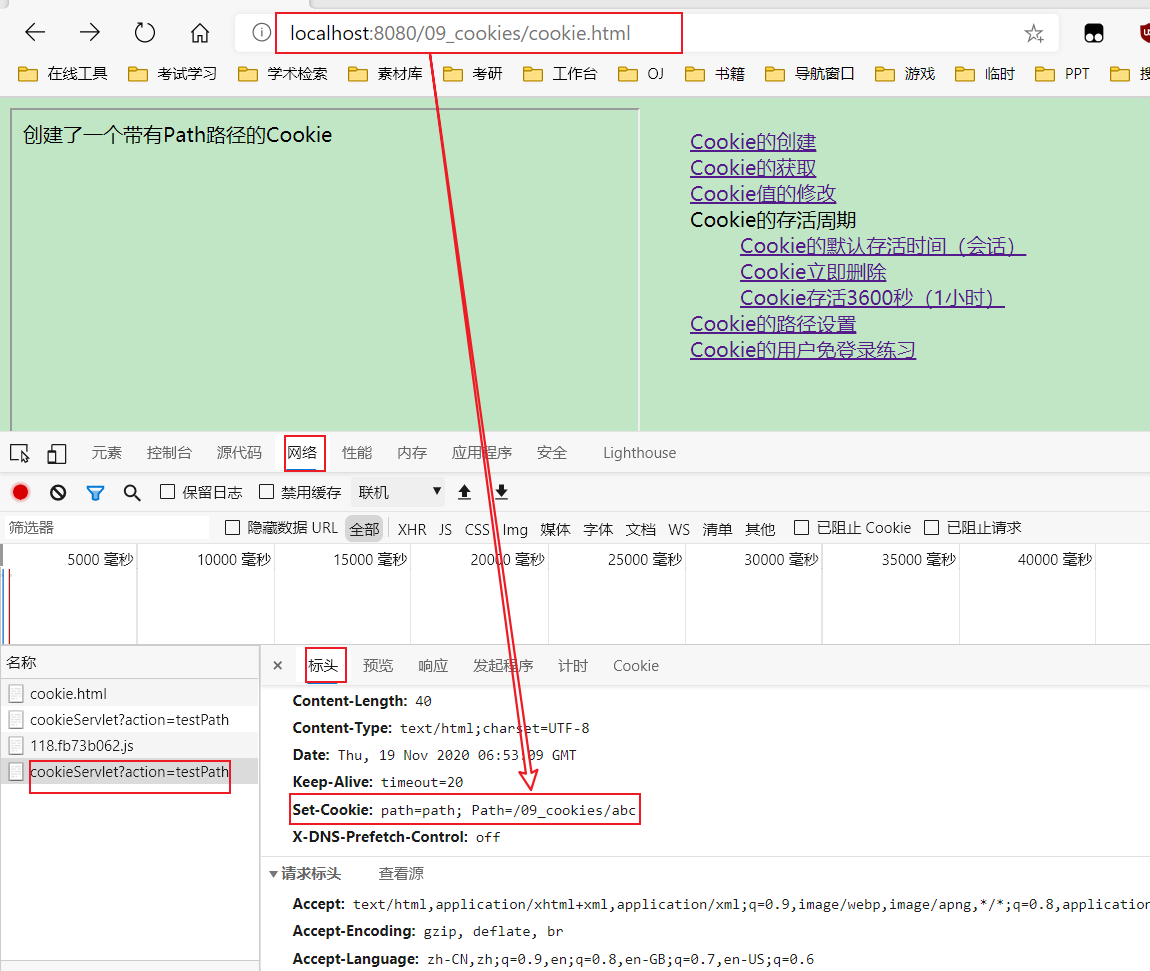 localhost:8080/09_cookies/cookie.html
在线工具 考试学习 学术检索 素材库 考研 工作台 OJ 书籍 导航窗口 游戏 临时 PPT
创建了一个带有Path路径的Cookie
Cookie的创建
Cookie的获取
Cookie值的修改
Cookie的存活周期
Cookie的默认存活时间（会话）
Cookie立即删除
Cookie存活3600秒（1小时）
Cookie的路径设置
Cookie的用户免登录练习
元素 控制台 源代码 网络 性能 内存 应用程序 安全 Lighthouse
保留日志 禁用缓存 联机
筛选器 隐藏数据 URL 全部 XHR JS CSS Img 媒体 字体 文档 WS 清单 其他 已阻止 Cookie 已阻止请求
5000 毫秒 10000 毫秒 15000 毫秒 20000 毫秒 25000 毫秒 30000 毫秒 35000 毫秒 40000 毫秒
名称
cookie.html
cookieServlet?action=testPath
118.fb73b062.js
cookieServlet?action=testPath
× 标头 预览 响应 发起程序 计时 Cookie
Content-Length: 40
Content-Type: text/html;charset=UTF-8
Date: Thu, 19 Nov 2020 06:53:09 GMT
Keep-Alive: timeout=20
Set-Cookie: path=path; Path=/09_cookies/abc
X-DNS-Prefetch-Control: off
请求标头 查看源
Accept: text/html,application/xhtml+xml,application/xml;q=0.9,image/webp,image/apng,*/*;q=0.8,application
Accept-Encoding: gzip, deflate, br
Accept-Language: zh-CN,zh;q=0.9,en;q=0.8,en-GB;q=0.7,en-US;q=0.6